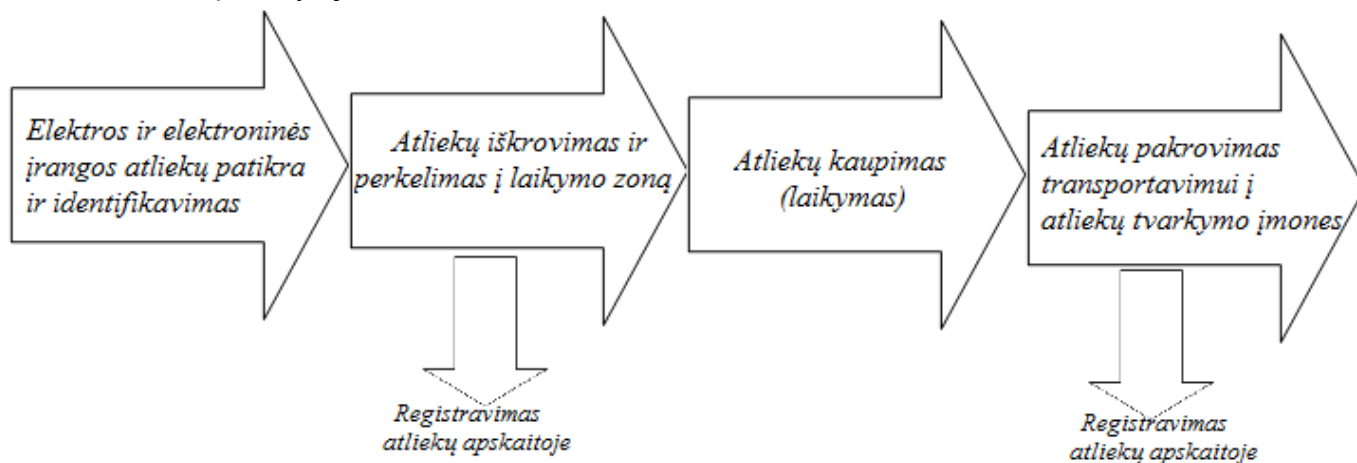 Elektros ir elektroninės
įrangos atliekų patikra
ir identifikavimas
Atliekų iškrovimas ir
perkelimas į laikymo zoną
Atliekų kaupimas
(laikymas)
Atliekų pakrovimas
transportavimui į
atliekų tvarkymo įmones
Registravimas
atliekų apskaitoje
Registravimas
atliekų apskaitoje